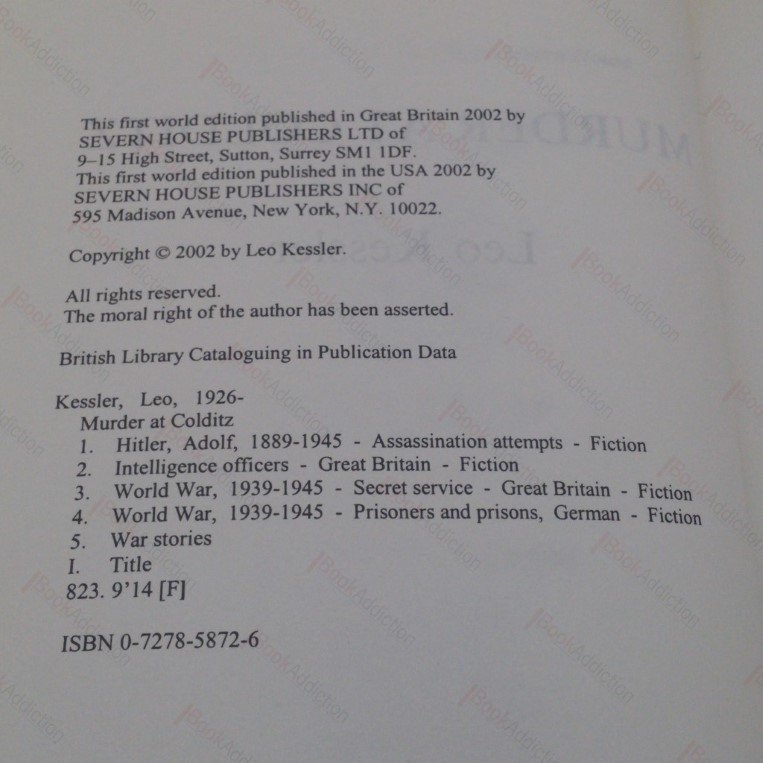 This first world edition published in Great Britain 2002 by
SEVERN HOUSE PUBLISHERS LTD of
9–15 High Street, Sutton, Surrey SM1 1DF.
This first world edition published in the USA 2002 by
SEVERN HOUSE PUBLISHERS INC of
595 Madison Avenue, New York, N.Y. 10022.
Copyright © 2002 by Leo Kessler.
All rights reserved.
The moral right of the author has been asserted.
British Library Cataloguing in Publication Data
Kessler, Leo, 1926-
Murder at Colditz
1. Hitler, Adolf, 1889-1945 - Assassination attempts - Fiction
2. Intelligence officers - Great Britain - Fiction
3. World War, 1939-1945 - Secret service - Great Britain - Fiction
4. World War, 1939-1945 - Prisoners and prisons, German - Fiction
5. War stories
I. Title
823. 9'14 [F]
ISBN 0-7278-5872-6